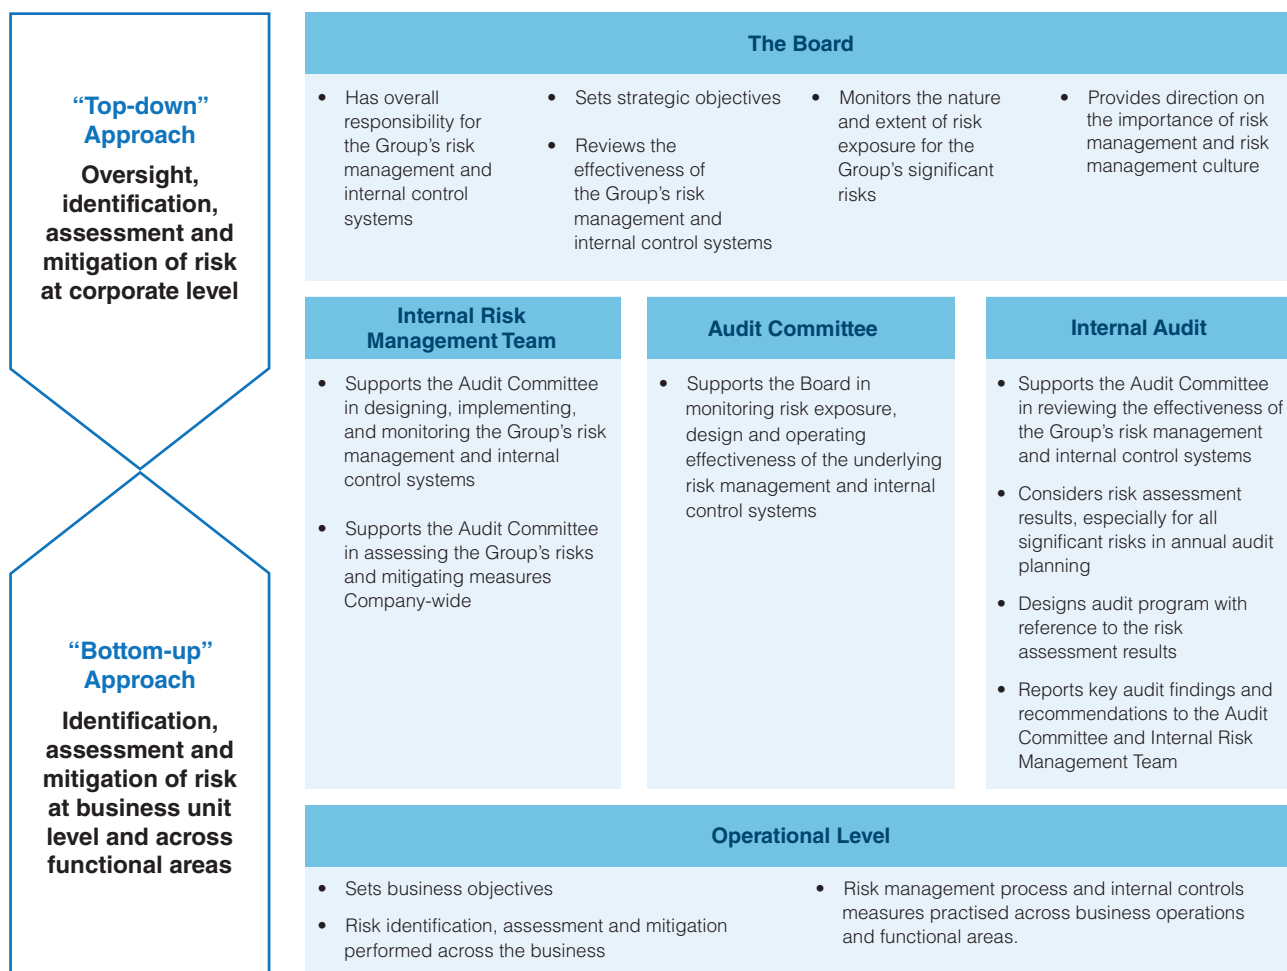 “Top-down”
Approach
Oversight,
identification,
assessment and
mitigation of risk
at corporate level
“Bottom-up”
Approach
Identification,
assessment and
mitigation of risk
at business unit
level and across
functional areas
The Board
• Has overall
responsibility for
the Group’s risk
management and
internal control
systems
• Sets strategic objectives
• Reviews the
effectiveness of
the Group’s risk
management and
internal control systems
• Monitors the nature
and extent of risk
exposure for the
Group’s significant
risks
• Provides direction on
the importance of risk
management and risk
management culture
Internal Risk
Management Team
• Supports the Audit Committee
in designing, implementing,
and monitoring the Group’s risk
management and internal
control systems
• Supports the Audit Committee
in assessing the Group’s risks
and mitigating measures
Company-wide
Audit Committee
• Supports the Board in
monitoring risk exposure,
design and operating
effectiveness of the underlying
risk management and internal
control systems
Internal Audit
• Supports the Audit Committee
in reviewing the effectiveness of
the Group’s risk management
and internal control systems
• Considers risk assessment
results, especially for all
significant risks in annual audit
planning
• Designs audit program with
reference to the risk
assessment results
• Reports key audit findings and
recommendations to the Audit
Committee and Internal Risk
Management Team
Operational Level
• Sets business objectives
• Risk identification, assessment and mitigation
performed across the business
• Risk management process and internal controls
measures practised across business operations
and functional areas.